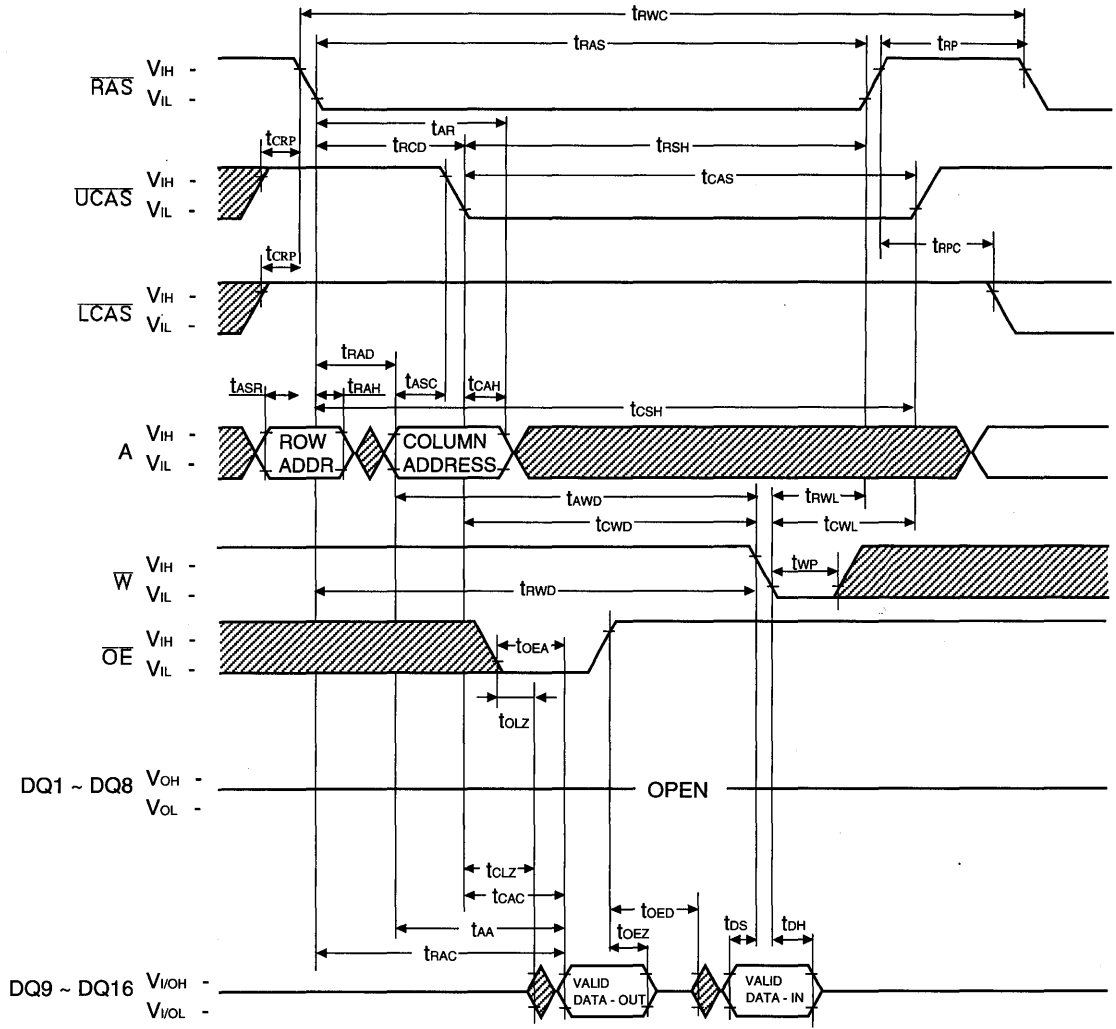 tRWC
tRAS
tRP
RAS
VIH -
VIL -
tAR
tCRP
tRCD
tRSH
UCAS
VIH -
VIL -
tCAS
tCRP
tRPC
LCAS
VIH -
VIL -
tRAD
tASR
tRAH
tASC
tCAH
tCSH
A
VIH -
VIL -
ROW
ADDR
COLUMN
ADDRESS
tAWD
tRWL
tCWD
tCWL
W
VIH -
VIL -
tWP
tRWD
OE
VIH -
VIL -
tOEA
tOLZ
DQ1 ~ DQ8
VOH -
VOL -
OPEN
tCLZ
tCAC
tOED
tDS
tDH
tAA
tOEZ
tRAC
DQ9 ~ DQ16
VI/OH -
VI/OL -
VALID
DATA - OUT
VALID
DATA - IN